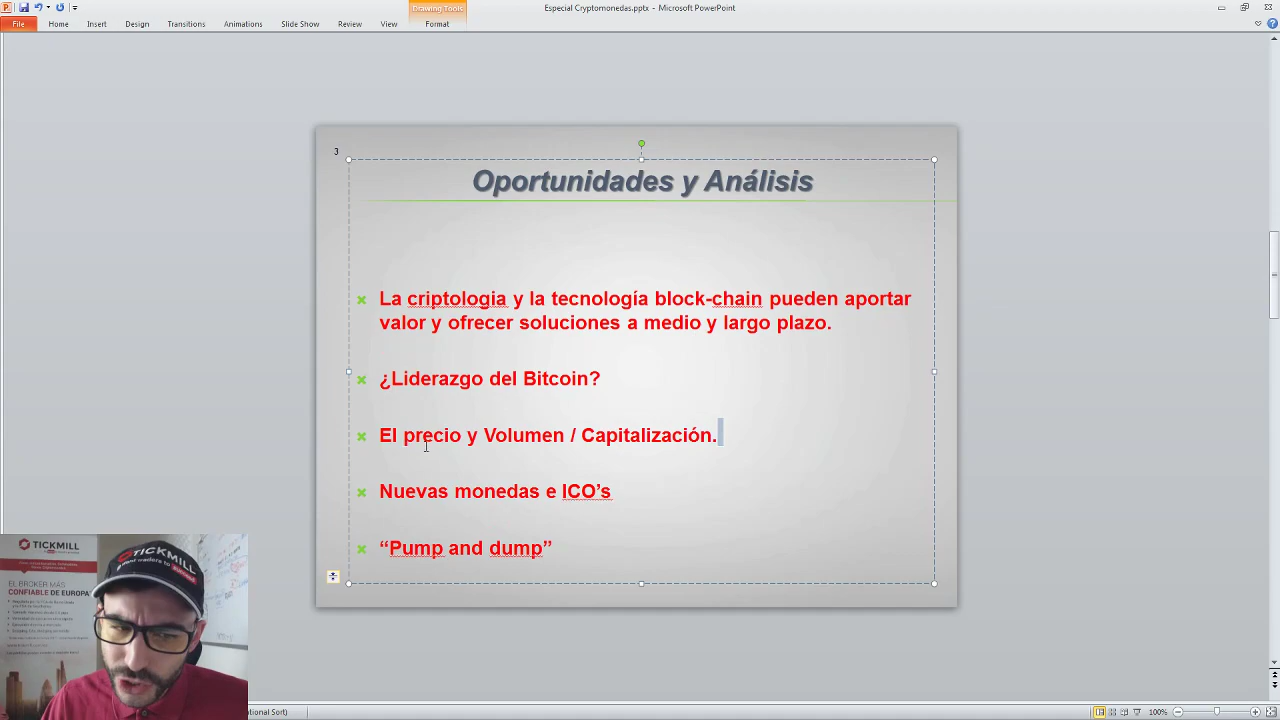 Especial Cryptomonedas.pptx - Microsoft PowerPoint
Drawing Tools
File Home Insert Design Transitions Animations Slide Show Review View Format
3
Oportunidades y Análisis
La criptologia y la tecnología block-chain pueden aportar
valor y ofrecer soluciones a medio y largo plazo.
¿Liderazgo del Bitcoin?
El precio y Volumen / Capitalización.
Nuevas monedas e ICO’s
“Pump and dump”
TICKMILL
EL BROKER MÁS
CONFIABLE DE EUROPA
TICKMILL
ational Sort)
100%